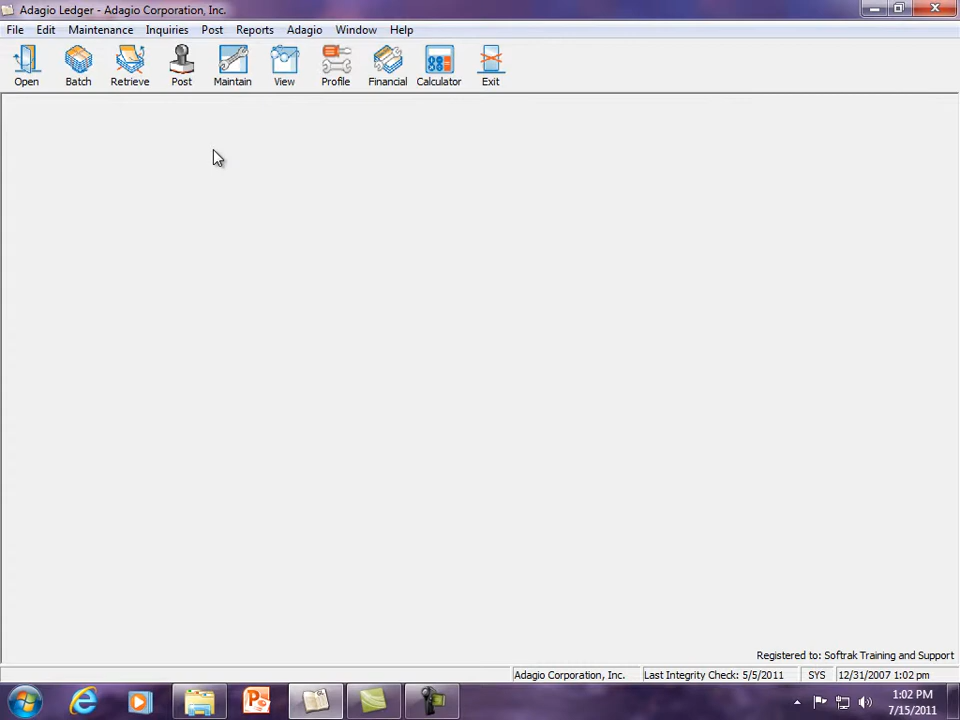 Adagio Ledger - Adagio Corporation, Inc.
File Edit Maintenance Inquiries Post Reports Adagio Window Help
Open Batch Retrieve Post Maintain View Profile Financial Calculator Exit
Registered to: Softrak Training and Support
Adagio Corporation, Inc. Last Integrity Check: 5/5/2011 SYS 12/31/2007 1:02 pm
1:02 PM
7/15/2011